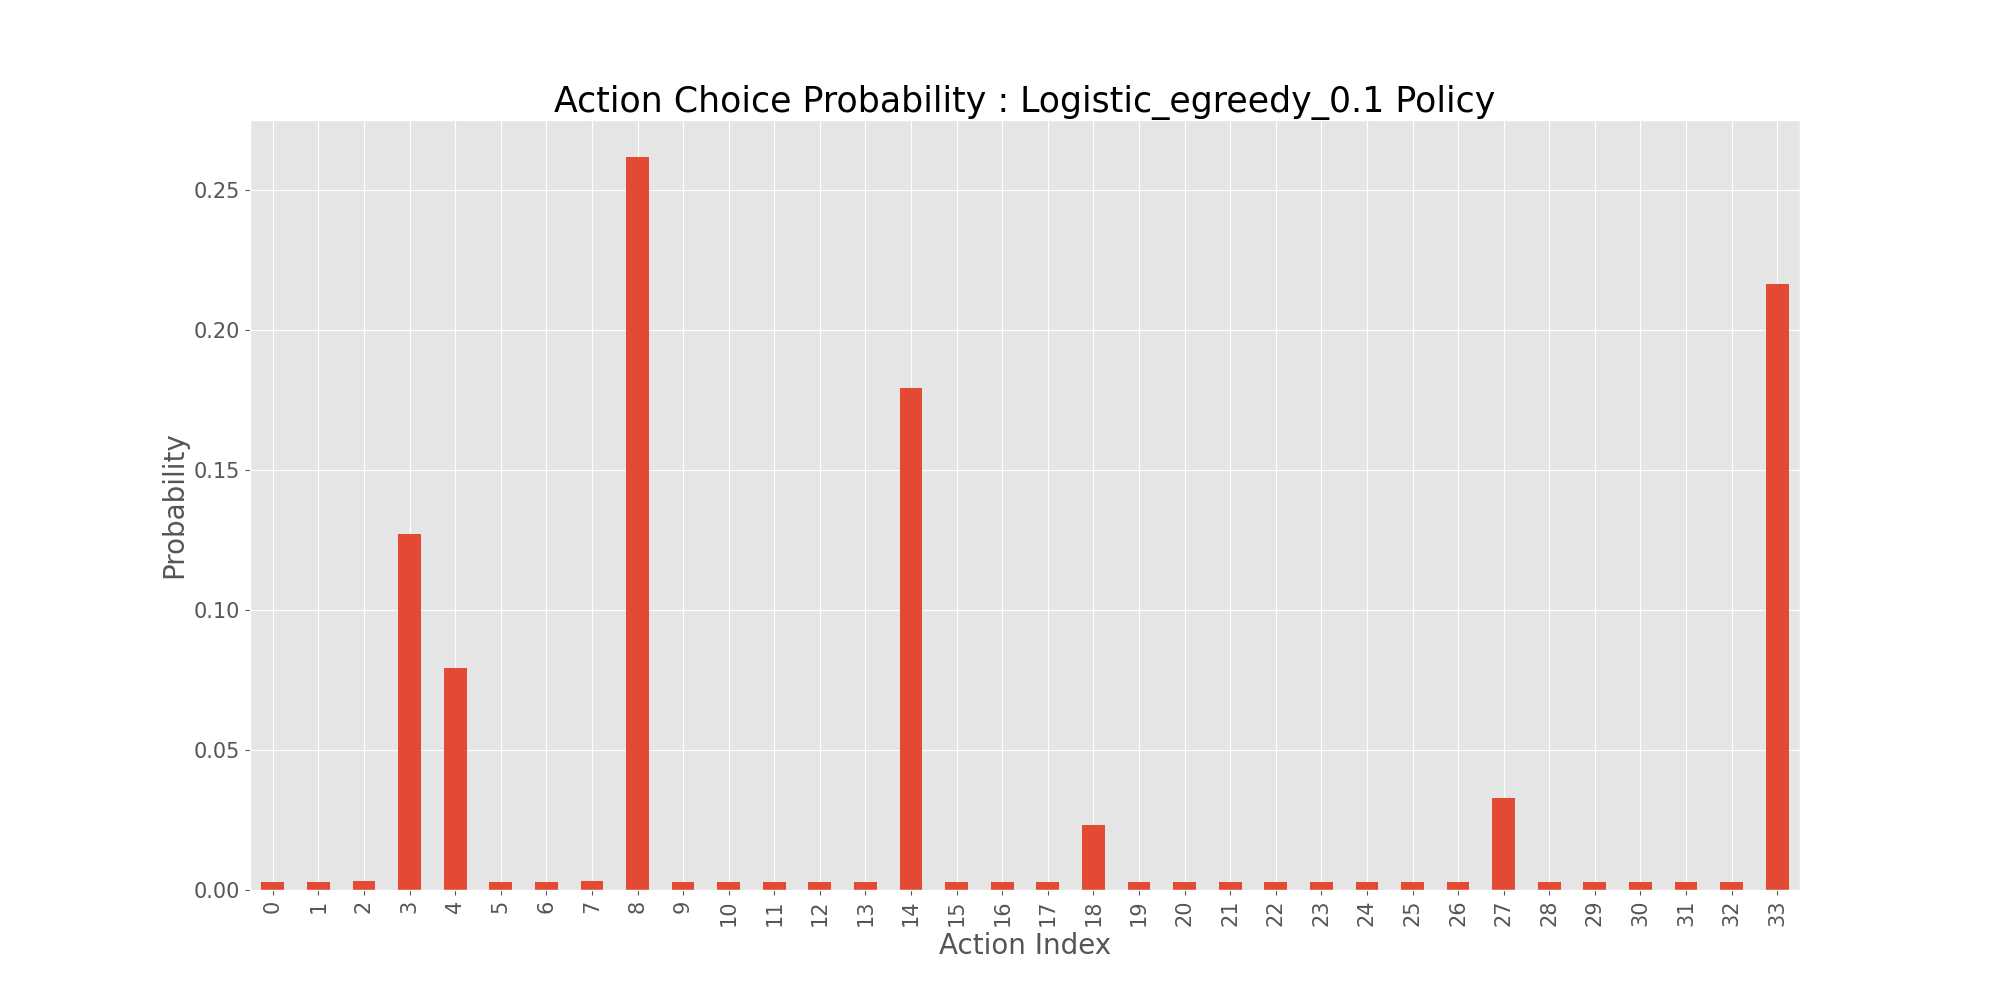 Action Choice Probability : Logistic_egreedy_0.1 Policy
Probability
0.25
0.20
0.15
0.10
0.05
0.00
0 1 2 3 4 5 6 7 8 9 10 11 12 13 14 15 16 17 18 19 20 21 22 23 24 25 26 27 28 29 30 31 32 33
Action Index